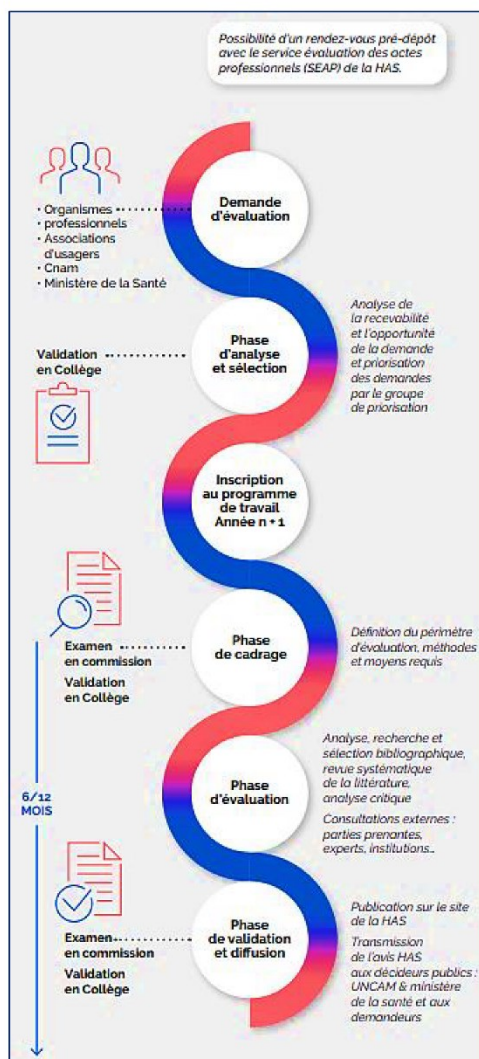 Possibilité d'un rendez-vous pré-dépôt
avec le service évaluation des actes
professionnels (SEAP) de la HAS.
Demande
d'évaluation
· Organismes
· professionnels
· Associations
d'usagers
· Cnam
· Ministère de la Santé
Phase
d'analyse
et sélection
Validation
en Collège
Analyse de
la recevabilité
et l'opportunité
de la demande
et priorisation
des demandes
par le groupe
de priorisation
Inscription
au programme
de travail
Année n + 1
Phase
de cadrage
Examen
en commission
Validation
en Collège
Définition du périmètre
d'évaluation, méthodes
et moyens requis
6/12
MOIS
Phase
d'évaluation
Analyse, recherche et
sélection bibliographique,
revue systématique
de la littérature,
analyse critique
Consultations externes :
parties prenantes,
experts, institutions...
Phase
de validation
et diffusion
Examen
en commission
Validation
en Collège
Publication sur le site
de la HAS
Transmission
de l'avis HAS
aux décideurs publics :
UNCAM & ministère
de la santé et aux
demandeurs